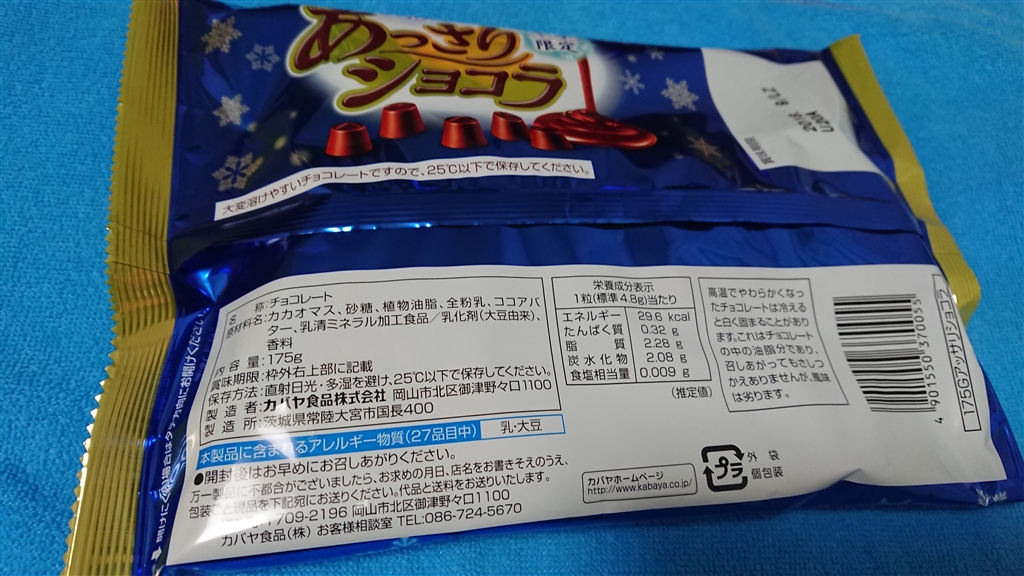 限定
あっさり
ショコラ
大変溶けやすいチョコレートですので、25℃以下で保存してください。
名称:チョコレート
原材料名:カカオマス、砂糖、植物油脂、全粉乳、ココアバ
ター、乳清ミネラル加工食品/乳化剤(大豆由来)、
香料
内容量:175g
賞味期限:枠外右上部に記載
保存方法:直射日光・多湿を避け、25℃以下で保存してください。
製造者:カバヤ食品株式会社 岡山市北区御津野々口1100
製造所:茨城県常陸大宮市国長400
本製品に含まれるアレルギー物質(27品目中) 乳・大豆
●開封後はお早めにお召しあがりください。
万一製品に不都合がございましたら、お求めの月日、店名をお書きそえのうえ、
包装ごと現品を下記宛にお送りください。代品と送料をお送りいたします。
〒709-2196 岡山市北区御津野々口1100
カバヤ食品(株) お客様相談室 TEL:086-724-5670
栄養成分表示
1粒(標準4.8g)当たり
エネルギー 29.6 kcal
たんぱく質 0.32 g
脂質 2.28 g
炭水化物 2.08 g
食塩相当量 0.009 g
(推定値)
高温でやわらかくなっ
たチョコレートは冷える
と白く固まることがあり
ます。これはチョコレート
の中の油脂分であり、
召しあがってもさしつ
かえありませんが、風味
は劣ります。
カバヤホームページ
http://www.kabaya.co.jp/
プラ
外袋
個包装
4 901550 370055
175Gアッサリショコラ